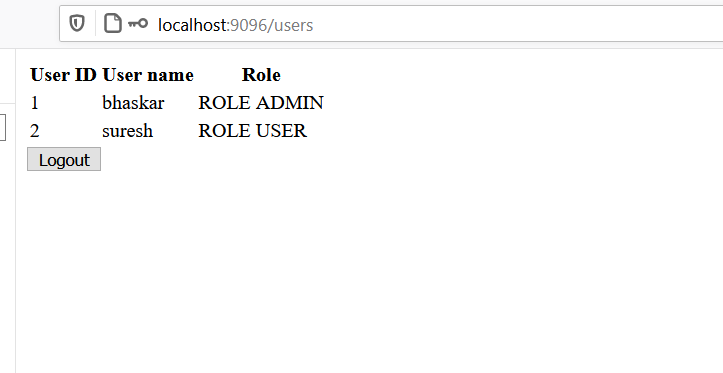 localhost:9096/users
User ID User name Role
1 bhaskar ROLE ADMIN
2 suresh ROLE USER
Logout